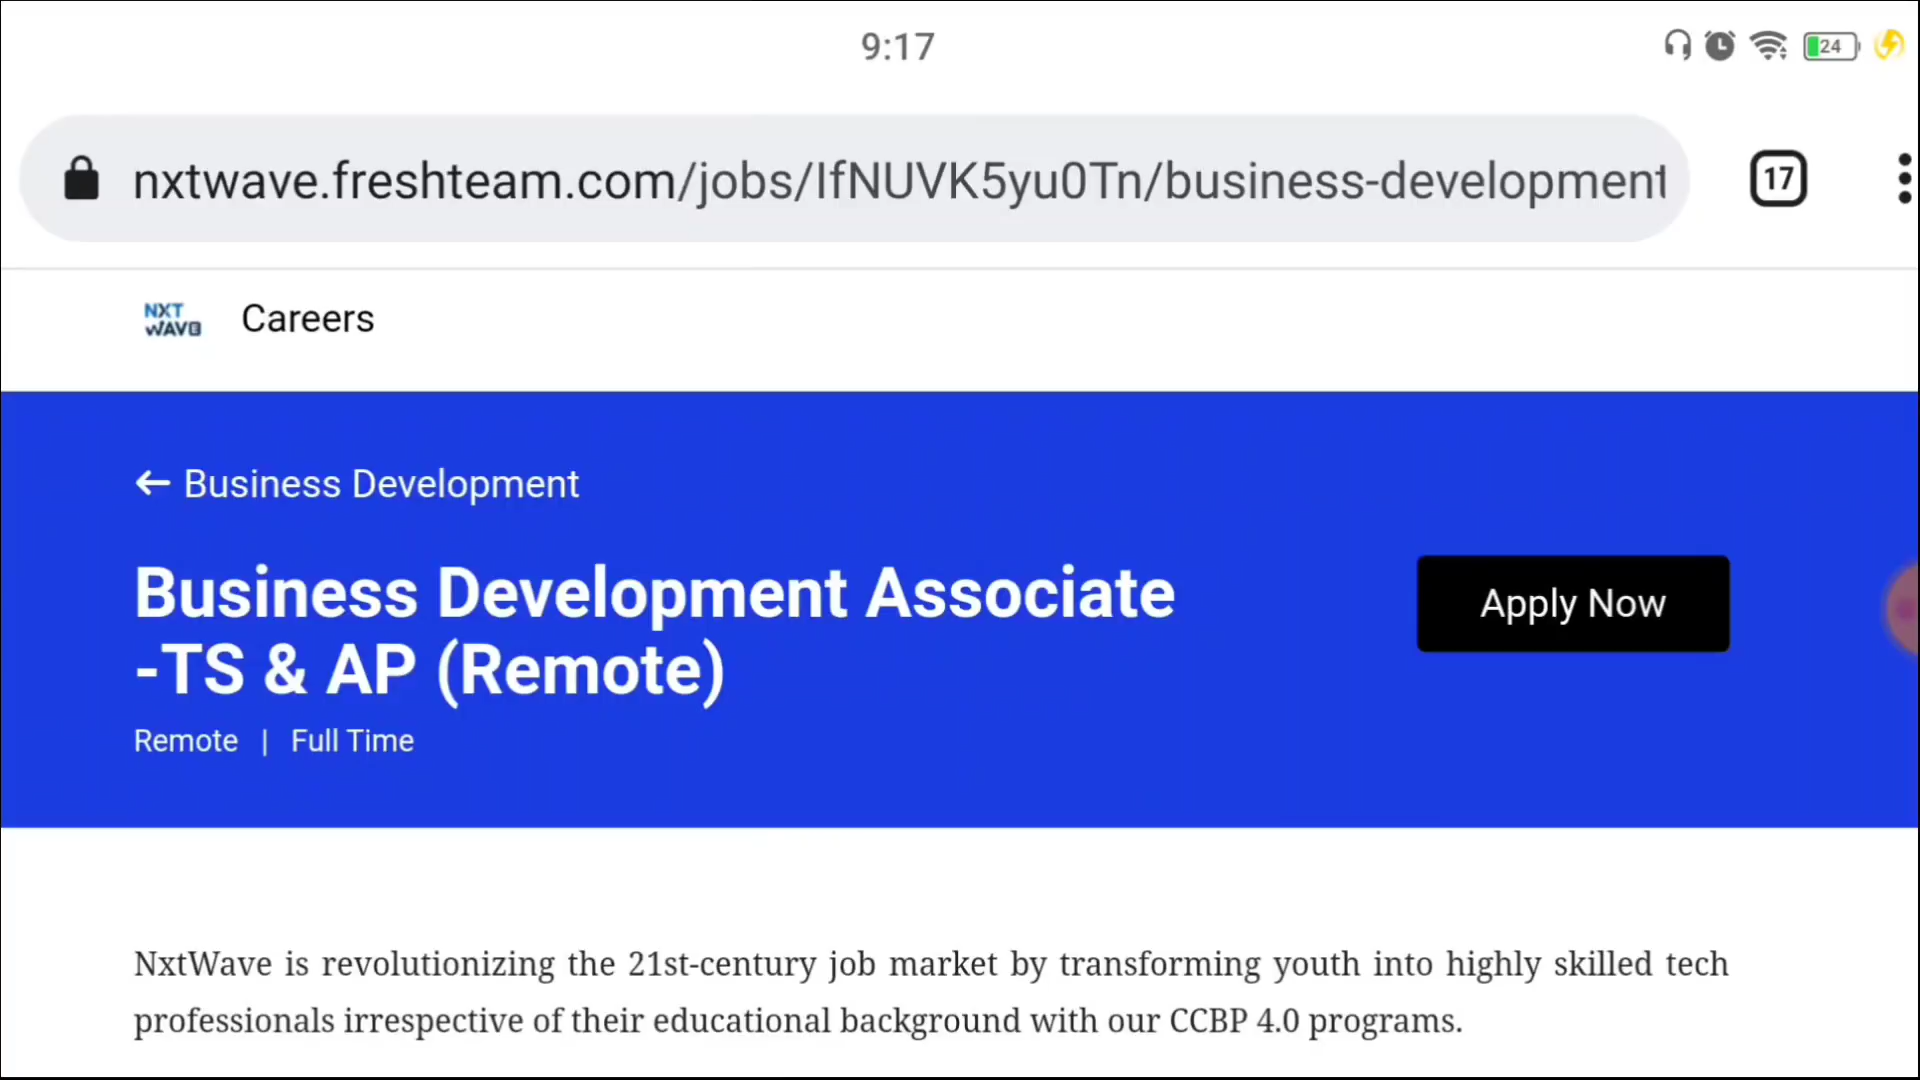 9:17
24
nxtwave.freshteam.com/jobs/IfNUVK5yu0Tn/business-development
17
NXT
WAVE
Careers
← Business Development
Business Development Associate
-TS & AP (Remote)
Apply Now
Remote | Full Time
NxtWave is revolutionizing the 21st-century job market by transforming youth into highly skilled tech
professionals irrespective of their educational background with our CCBP 4.0 programs.